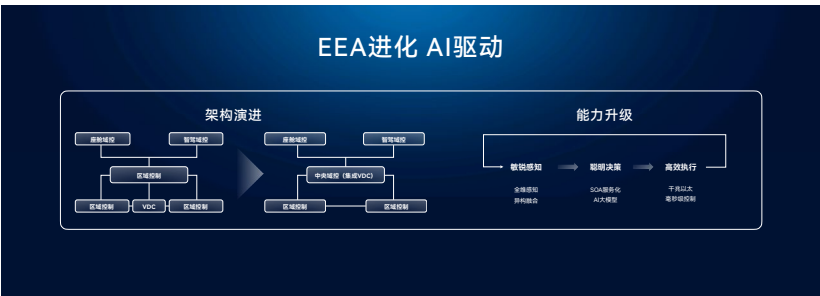 EEA进化 AI驱动
架构演进
座舱域控
智驾域控
区域控制
区域控制
VDC
区域控制
座舱域控
智驾域控
中央域控（集成VDC）
区域控制
区域控制
能力升级
敏锐感知
聪明决策
高效执行
全维感知
异构融合
SOA服务化
AI大模型
千兆以太
毫秒级控制